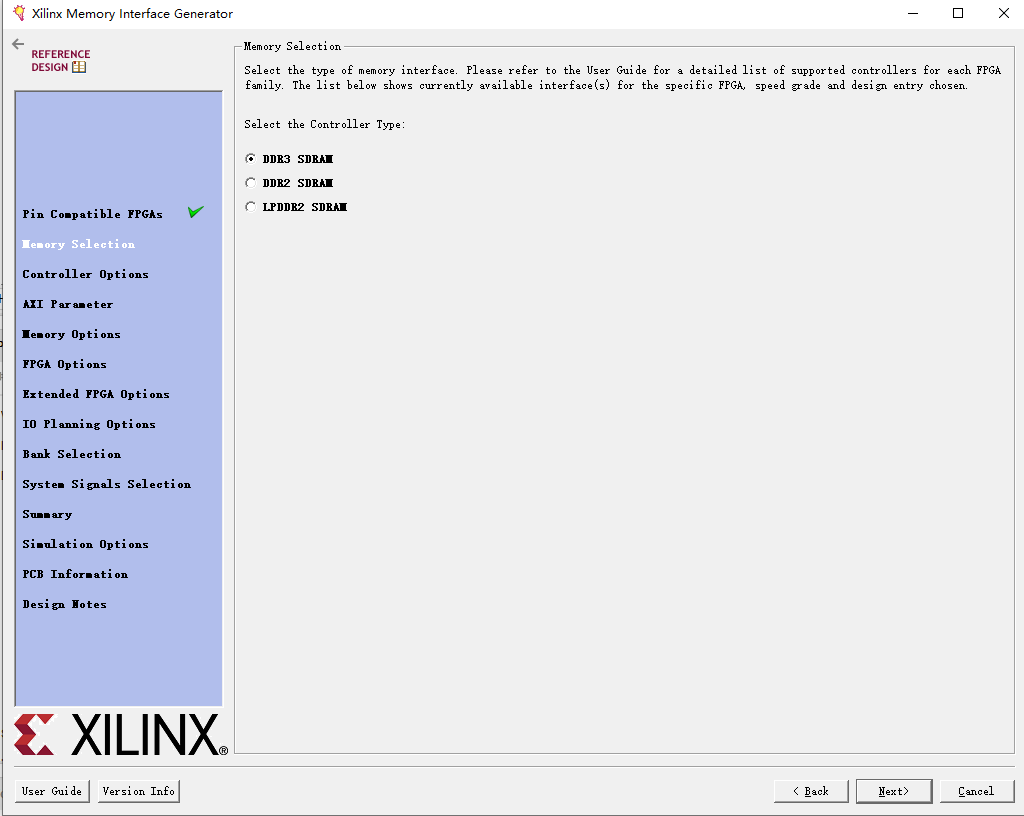 Xilinx Memory Interface Generator
REFERENCE
DESIGN
Pin Compatible FPGAs
Memory Selection
Controller Options
AXI Parameter
Memory Options
FPGA Options
Extended FPGA Options
IO Planning Options
Bank Selection
System Signals Selection
Summary
Simulation Options
PCB Information
Design Notes
XILINX®
Memory Selection
Select the type of memory interface. Please refer to the User Guide for a detailed list of supported controllers for each FPGA
family. The list below shows currently available interface(s) for the specific FPGA, speed grade and design entry chosen.
Select the Controller Type:
DDR3 SDRAM
DDR2 SDRAM
LPDDR2 SDRAM
User Guide
Version Info
< Back
Next>
Cancel